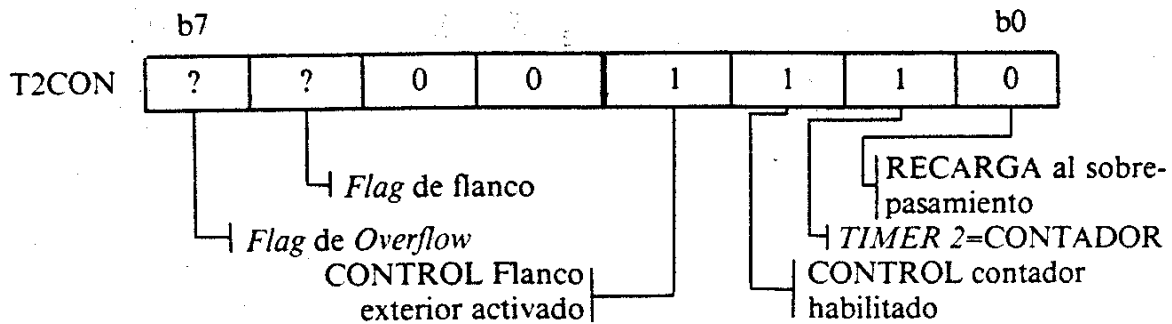 b7 b0
T2CON ? ? 0 0 1 1 1 0
RECARGA al sobre-
pasamiento
Flag de flanco
TIMER 2=CONTADOR
Flag de Overflow
CONTROL Flanco
exterior activado
CONTROL contador
habilitado